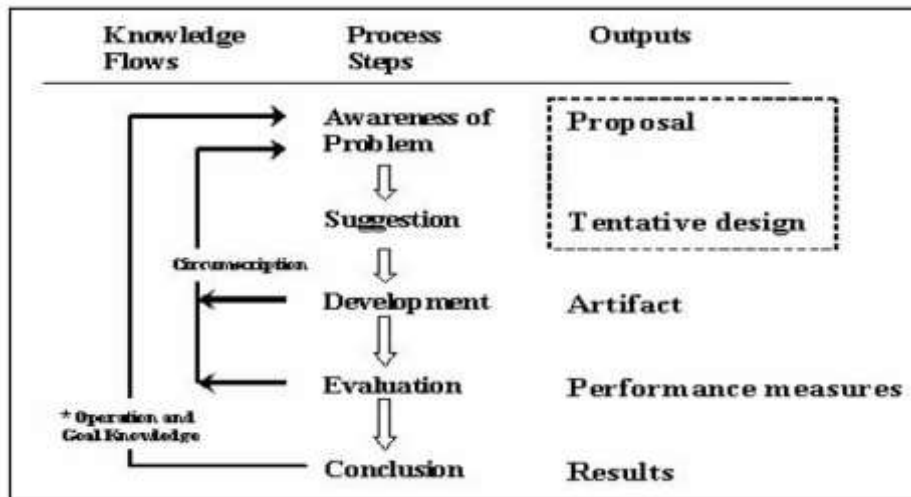 Knowledge
Flows
Process
Steps
Outputs
Awareness of
Problem
Proposal
Suggestion
Tentative design
Circumscription
Development
Artifact
Evaluation
Performance measures
* Operation and
Goal Knowledge
Conclusion
Results